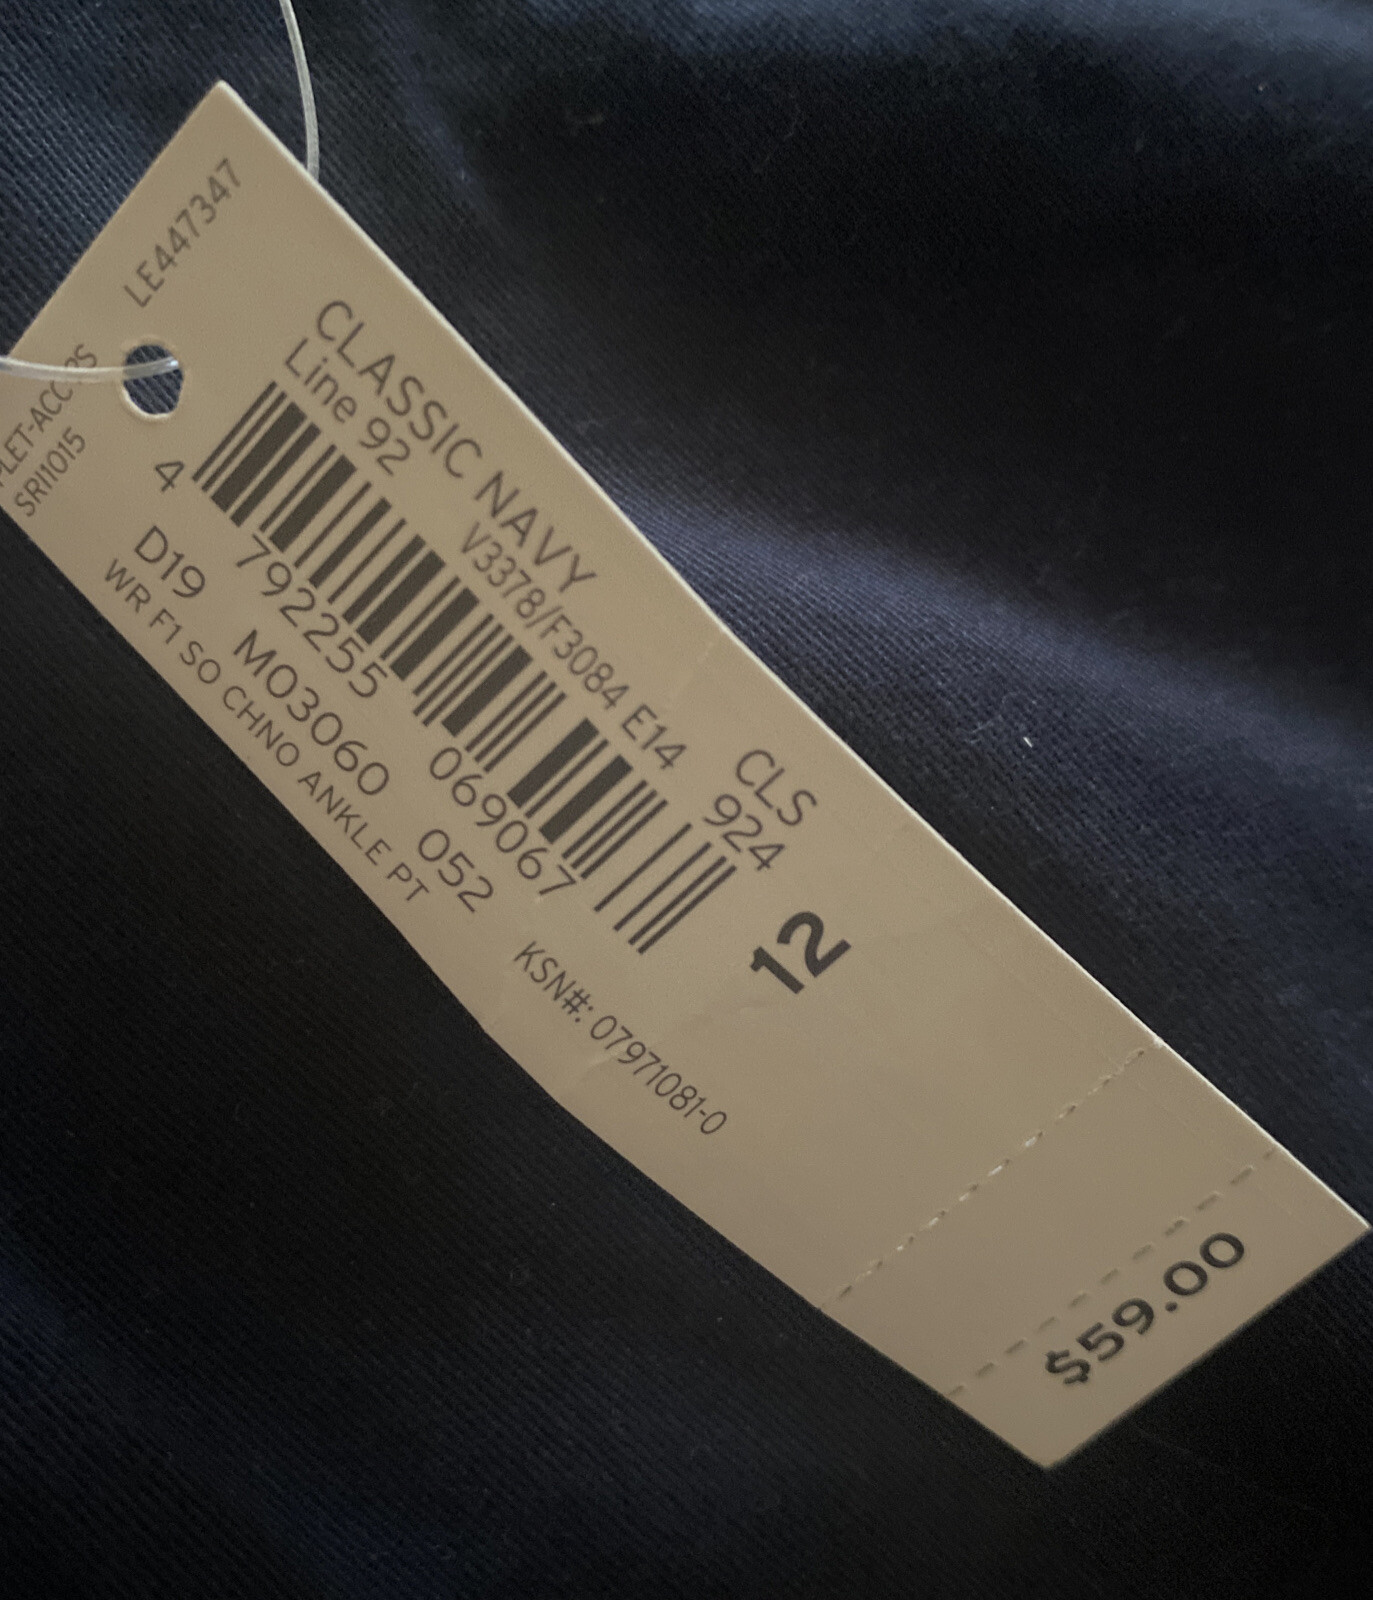 LE447347
SRI1015
CLASSIC NAVY
Line 92
V3378/F3084 E14
CLS
924
4 792255 069067
D19 M03060 052
WR F1 SO CHNO ANKLE PT
12
KSN#: 07971081-0
$59.00